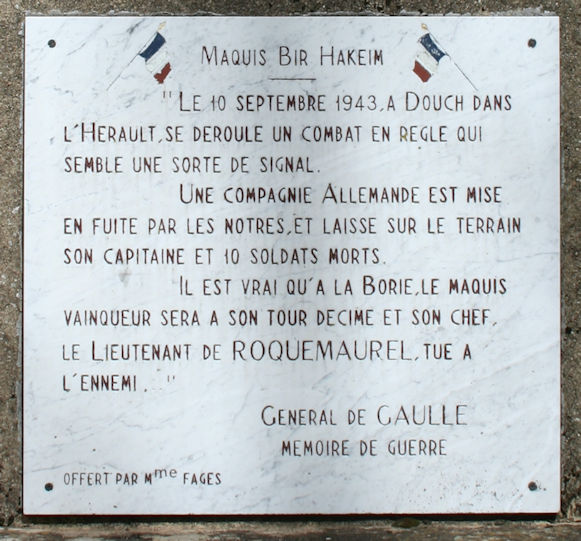 MAQUIS BIR HAKEIM
"LE 10 SEPTEMBRE 1943, A DOUCH DANS
L'HERAULT, SE DEROULE UN COMBAT EN REGLE QUI
SEMBLE UNE SORTE DE SIGNAL.
UNE COMPAGNIE ALLEMANDE EST MISE
EN FUITE PAR LES NOTRES, ET LAISSE SUR LE TERRAIN
SON CAPITAINE ET 10 SOLDATS MORTS.
IL EST VRAI QU'A LA BORIE, LE MAQUIS
VAINQUEUR SERA A SON TOUR DECIME ET SON CHEF,
LE LIEUTENANT DE ROQUEMAUREL, TUE A
L'ENNEMI.. "
GENERAL DE GAULLE
MEMOIRE DE GUERRE
OFFERT PAR Mme FAGES